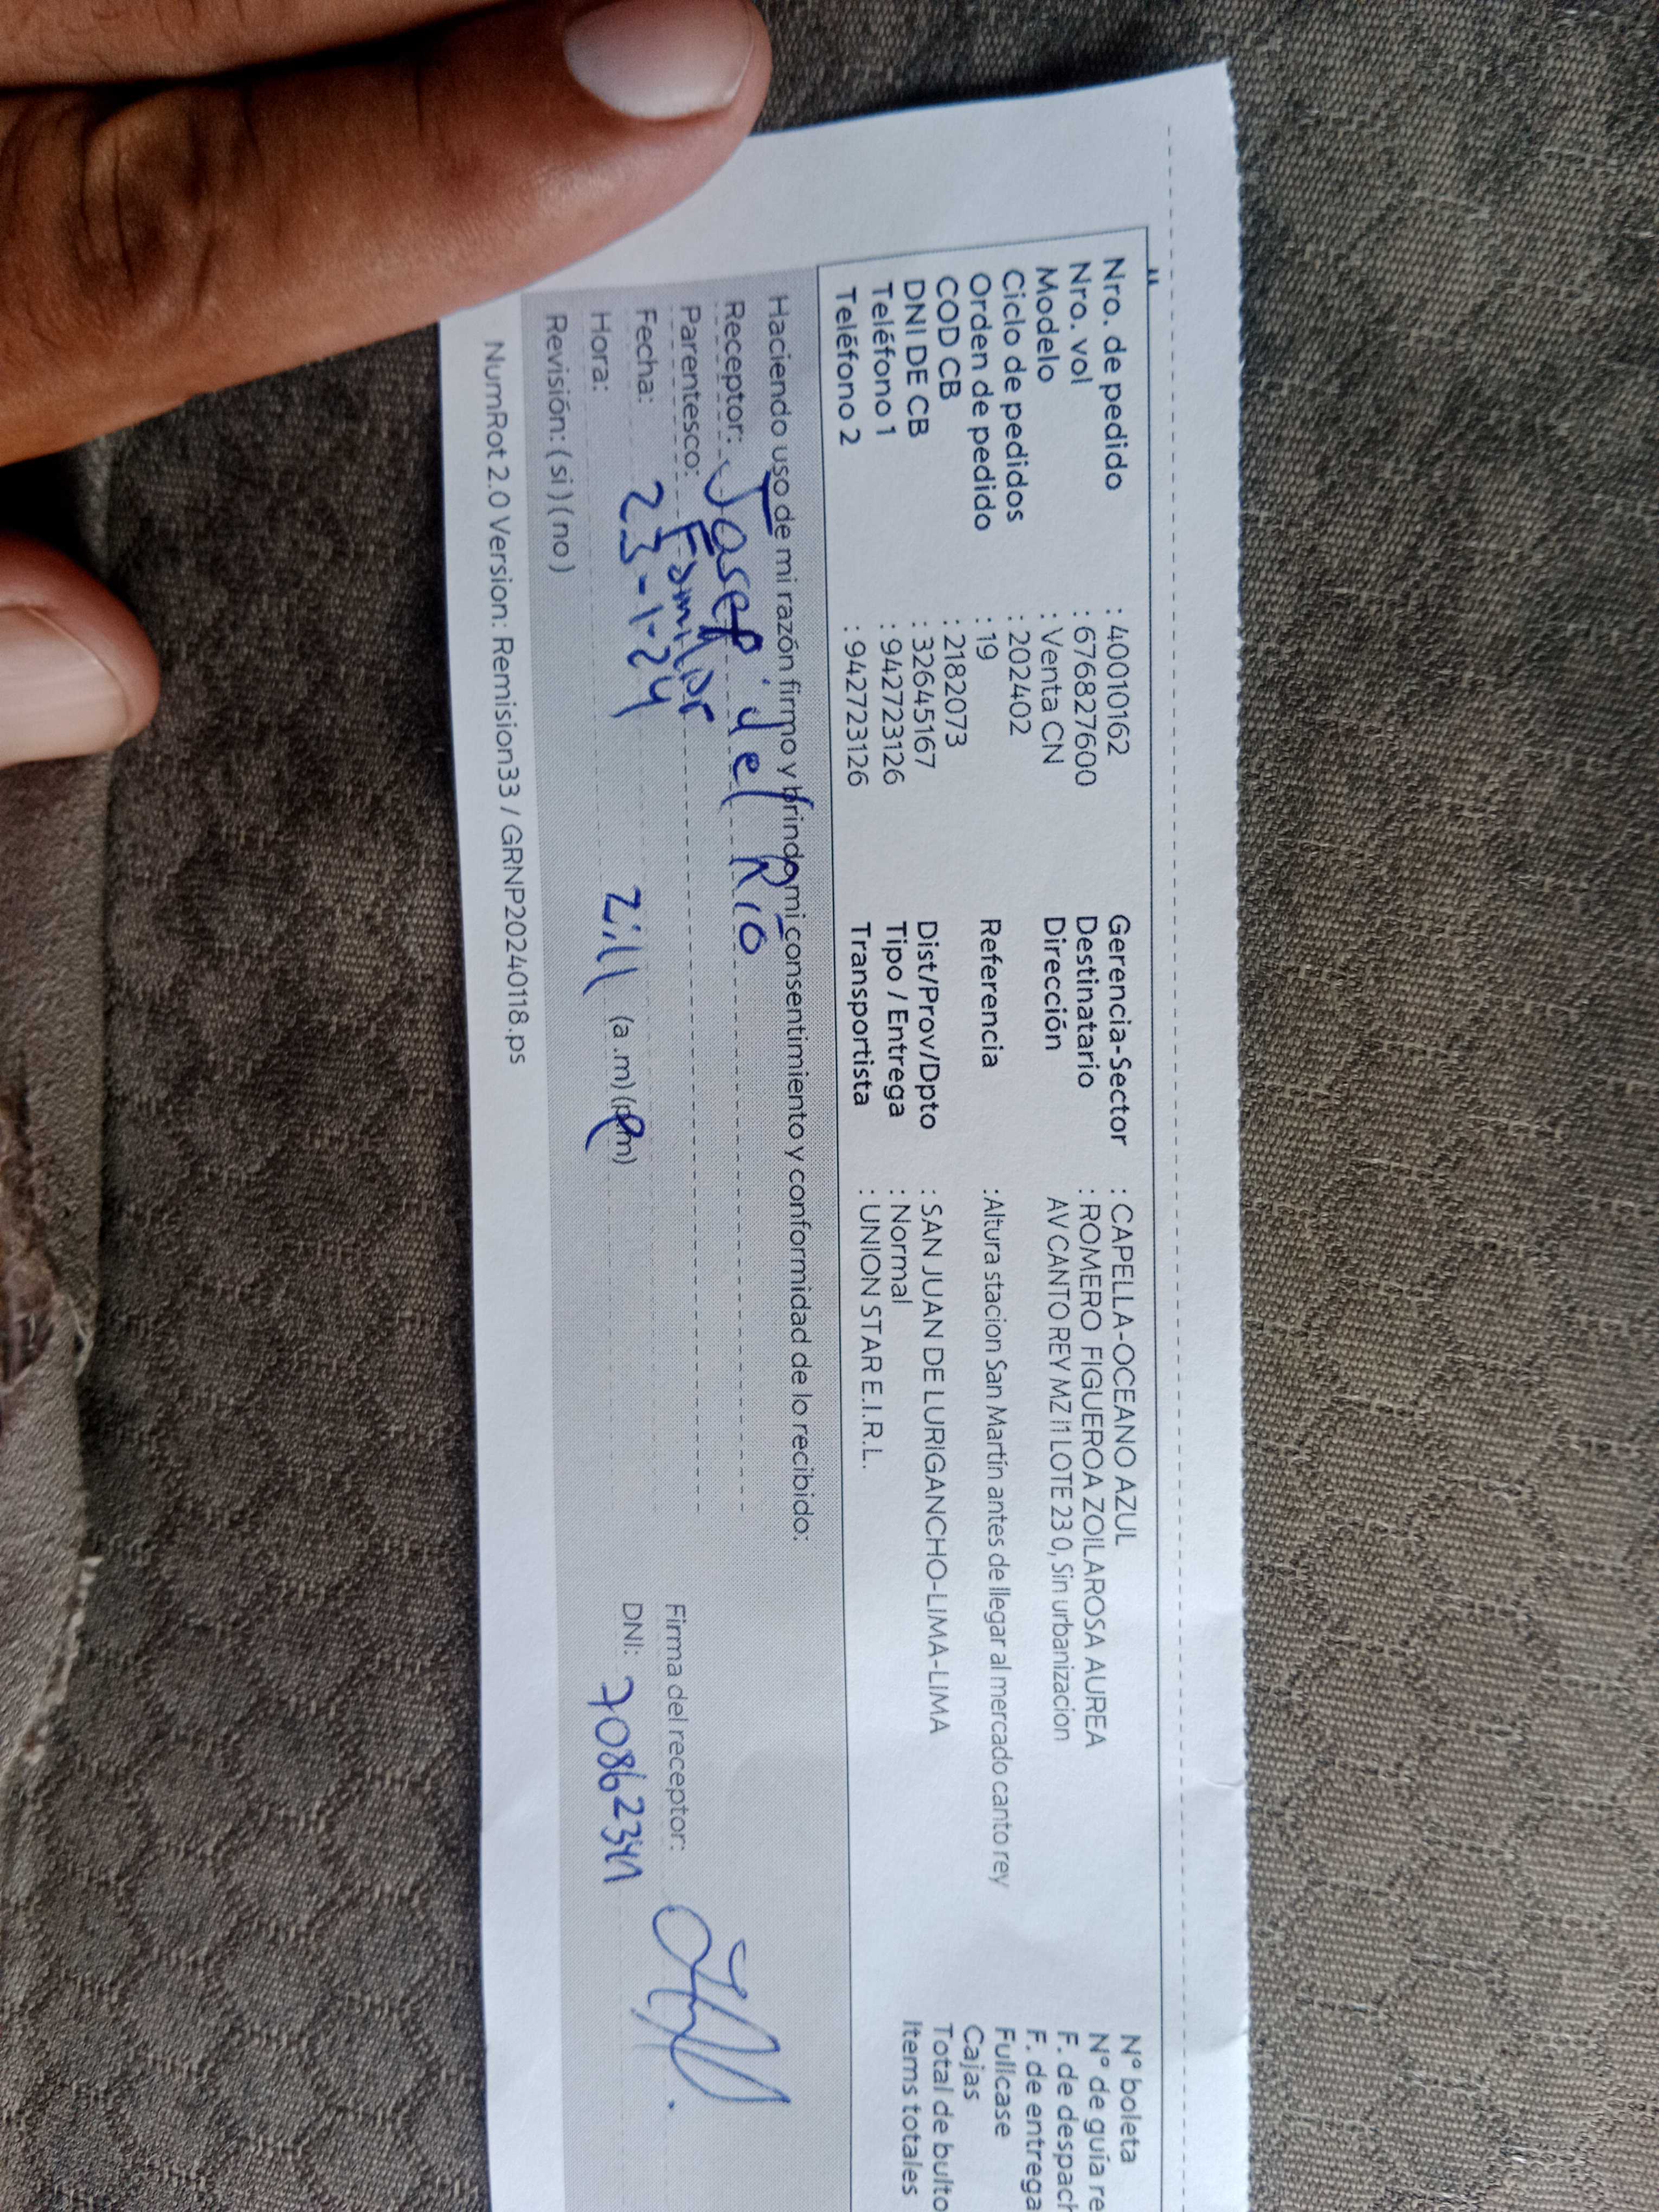 Nro. de pedido : 40010162
Nro. vol : 676827600
Modelo : Venta CN
Ciclo de pedidos : 202402
Orden de pedido : 19
COD CB : 2182073
DNI DE CB : 32645167
Teléfono 1 : 942723126
Teléfono 2 : 942723126
Gerencia-Sector : CAPELLA-OCEANO AZUL
Destinatario : ROMERO FIGUEROA ZOILAROSA AUREA
Dirección AV CANTO REY MZ i1 LOTE 23 0, Sin urbanizacion
Referencia : Altura stacion San Martín antes de llegar al mercado canto rey
Dist/Prov/Dpto : SAN JUAN DE LURIGANCHO-LIMA-LIMA
Tipo / Entrega : Normal
Transportista : UNION STAR E.I.R.L.
N° boleta
N° de guía re
F. de despach
F. de entrega
Fullcase
Cajas
Total de bulto
Items totales
Haciendo uso de mi razón firmo y brindo mi consentimiento y conformidad de lo recibido:
Receptor: Josef del Rio
Parentesco: Familiar
Fecha: 23-1-24
Hora: 2:11 (a.m) (p.m)
Revisión: ( si ) ( no )
Firma del receptor:
DNI: 70862341
NumRot 2.0 Version: Remision33 / GRNP20240118.ps